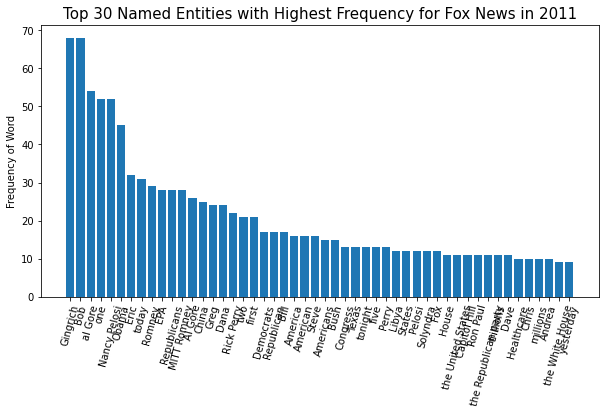 Top 30 Named Entities with Highest Frequency for Fox News in 2011
Frequency of Word
70
60
50
40
30
20
10
0
Gingrich
Bob
al Gore
one
Nancy Pelosi
Obama
Eric
today
Romney
EPA
Republicans
MITT Romney
Al Gore
China
Greg
Dana
Rick Perry
two
first
Democrats
Republican
Bill
America
American
Steve
Americans
Bush
Congress
Texas
tonight
five
Perry
Libya
States
Pelosi
Solyndra
Fox
House
the United States
Capitol Hill
Ron Paul
the Republican Party
Dave
Healthcare
Chris
millions
Andrea
the White House
yesterday